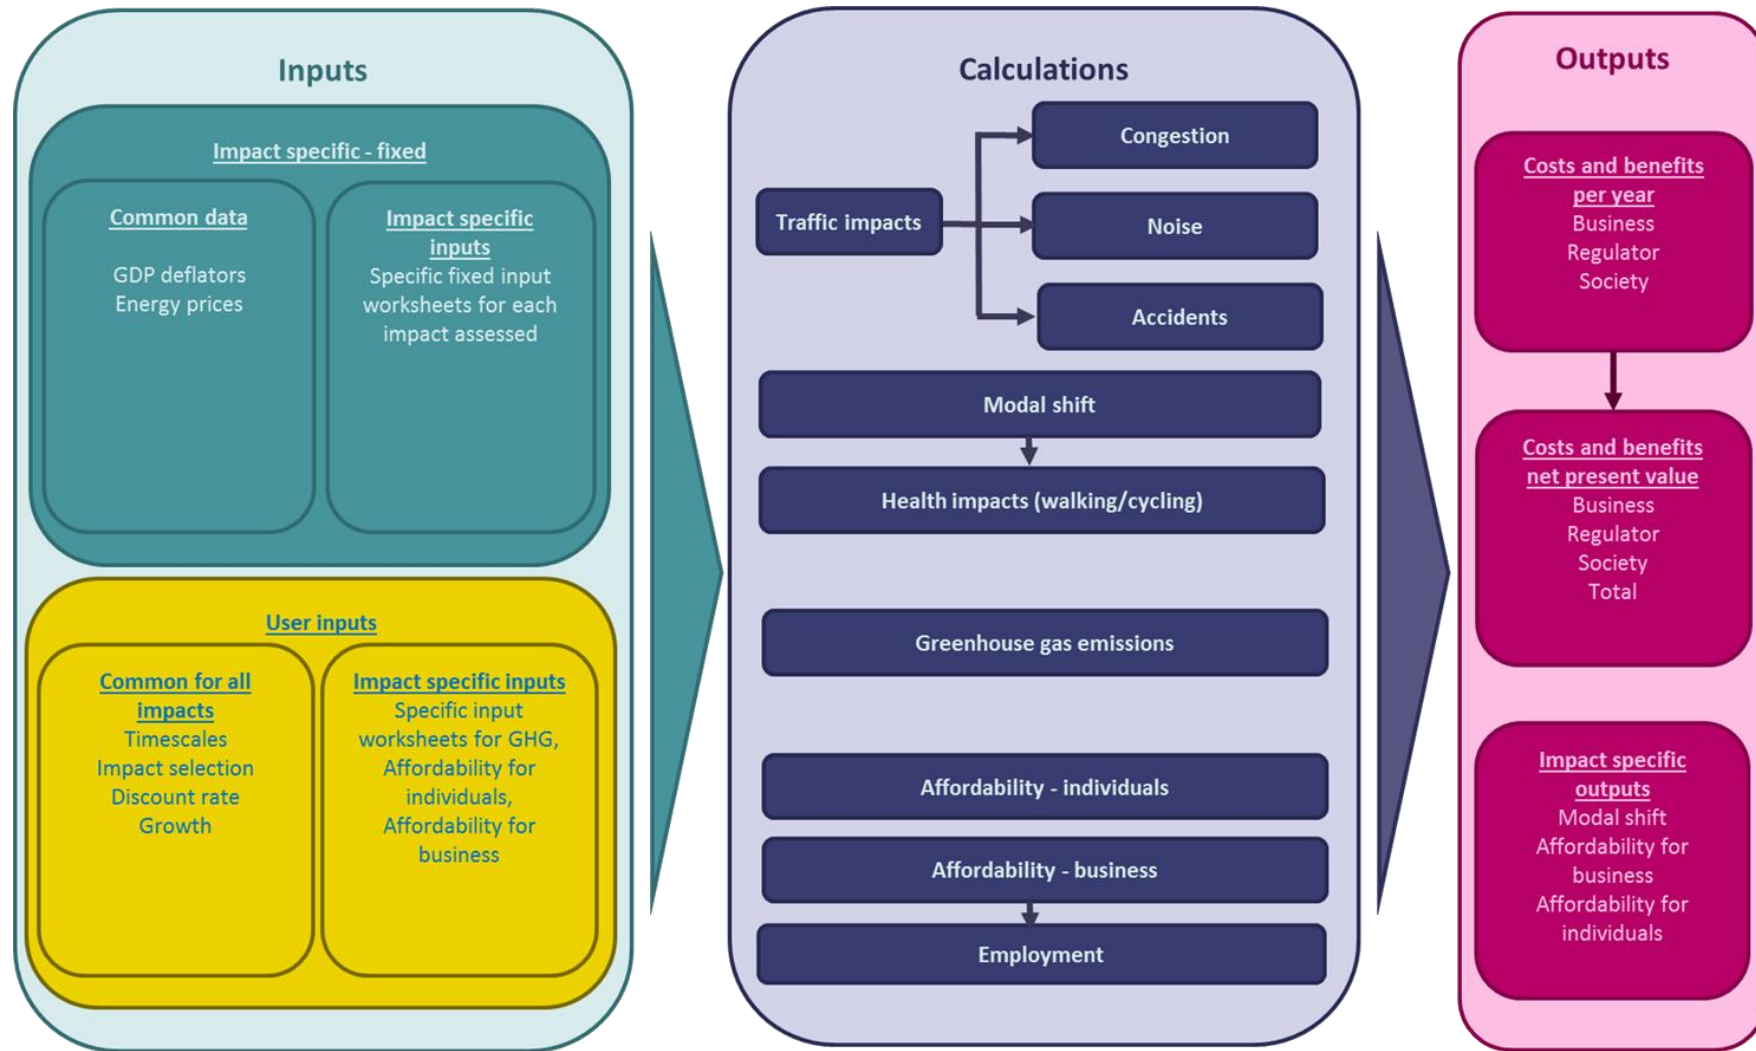 Inputs
Impact specific - fixed
Common data
GDP deflators
Energy prices
Impact specific
inputs
Specific fixed input
worksheets for each
impact assessed
User inputs
Common for all
impacts
Timescales
Impact selection
Discount rate
Growth
Impact specific inputs
Specific input
worksheets for GHG,
Affordability for
individuals,
Affordability for
business
Calculations
Traffic impacts
Congestion
Noise
Accidents
Modal shift
Health impacts (walking/cycling)
Greenhouse gas emissions
Affordability - individuals
Affordability - business
Employment
Outputs
Costs and benefits
per year
Business
Regulator
Society
Costs and benefits
net present value
Business
Regulator
Society
Total
Impact specific
outputs
Modal shift
Affordability for
business
Affordability for
individuals